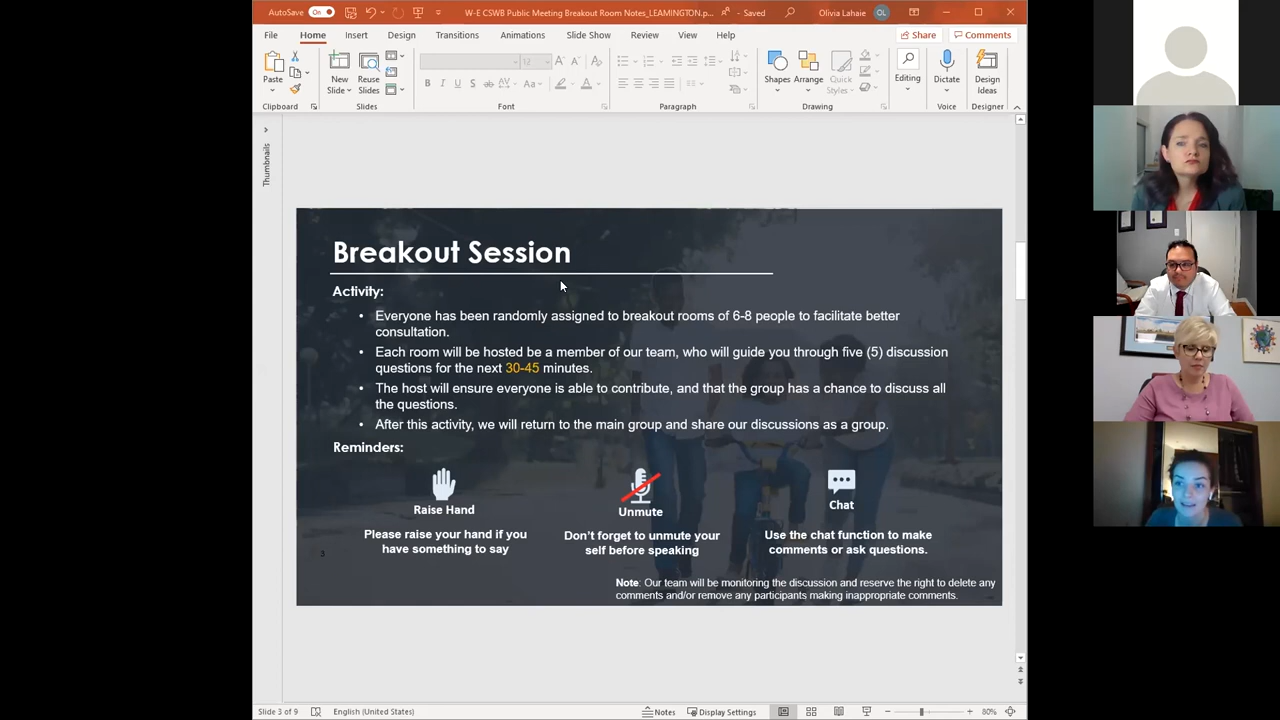 AutoSave On W-E CSWB Public Meeting Breakout Room Notes_LEAMINGTON.p... - Saved Olivia Lahaie OL
File Home Insert Design Transitions Animations Slide Show Review View Help Share Comments
Paste New Slide Reuse Slides 12 Shapes Arrange Quick Styles Editing Dictate Design Ideas
Clipboard Slides Font Paragraph Drawing Voice Designer
Thumbnails
Breakout Session
Activity:
• Everyone has been randomly assigned to breakout rooms of 6-8 people to facilitate better
consultation.
• Each room will be hosted be a member of our team, who will guide you through five (5) discussion
questions for the next 30-45 minutes.
• The host will ensure everyone is able to contribute, and that the group has a chance to discuss all
the questions.
• After this activity, we will return to the main group and share our discussions as a group.
Reminders:
Raise Hand Unmute Chat
Please raise your hand if you
have something to say
Don't forget to unmute your
self before speaking
Use the chat function to make
comments or ask questions.
3
Note: Our team will be monitoring the discussion and reserve the right to delete any
comments and/or remove any participants making inappropriate comments.
Slide 3 of 9 English (United States) Notes Display Settings 80%